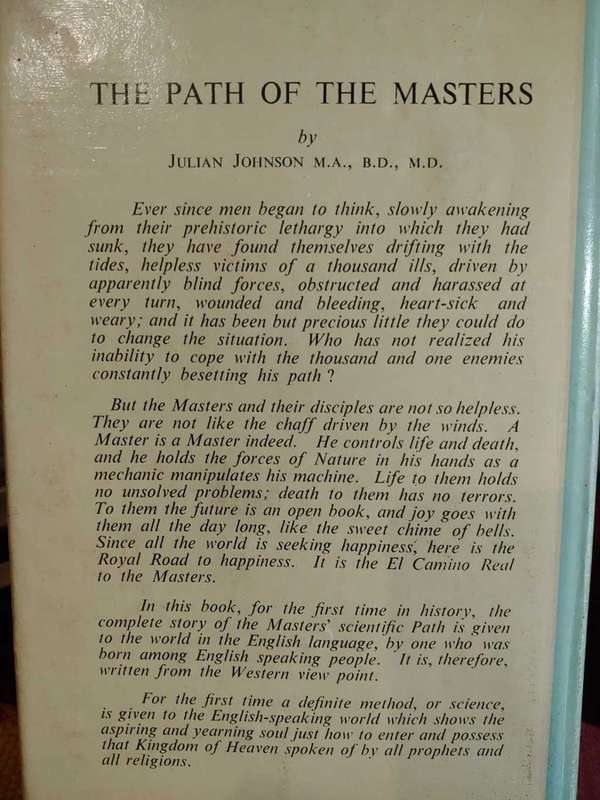 THE PATH OF THE MASTERS
by
JULIAN JOHNSON M.A., B.D., M.D.
Ever since men began to think, slowly awakening
from their prehistoric lethargy into which they had
sunk, they have found themselves drifting with the
tides, helpless victims of a thousand ills, driven by
apparently blind forces, obstructed and harassed at
every turn, wounded and bleeding, heart-sick and
weary; and it has been but precious little they could do
to change the situation. Who has not realized his
inability to cope with the thousand and one enemies
constantly besetting his path ?
But the Masters and their disciples are not so helpless.
They are not like the chaff driven by the winds. A
Master is a Master indeed. He controls life and death,
and he holds the forces of Nature in his hands as a
mechanic manipulates his machine. Life to them holds
no unsolved problems; death to them has no terrors.
To them the future is an open book, and joy goes with
them all the day long, like the sweet chime of bells.
Since all the world is seeking happiness, here is the
Royal Road to happiness. It is the El Camino Real
to the Masters.
In this book, for the first time in history, the
complete story of the Masters' scientific Path is given
to the world in the English language, by one who was
born among English speaking people. It is, therefore,
written from the Western view point.
For the first time a definite method, or science,
is given to the English-speaking world which shows the
aspiring and yearning soul just how to enter and possess
that Kingdom of Heaven spoken of by all prophets and
all religions.